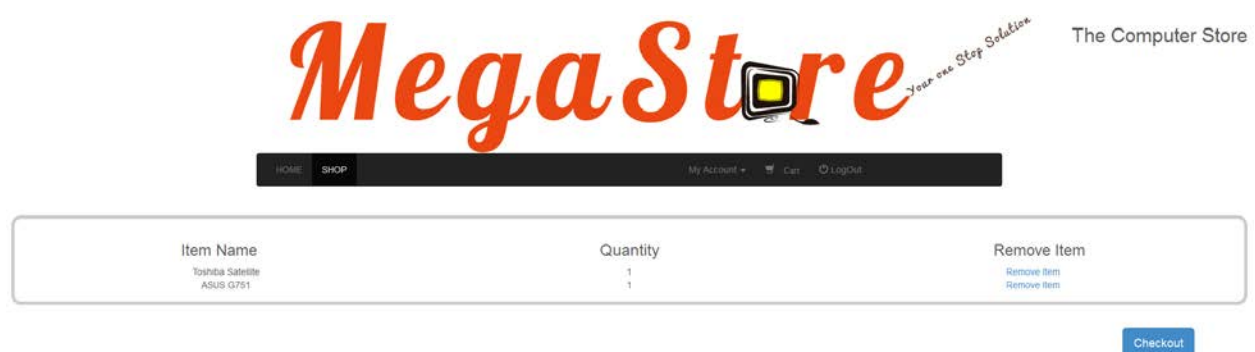 MegaStore
Your one Stop Solution
The Computer Store
HOME SHOP My Account Cart LogOut
Item Name Quantity Remove Item
Toshiba Satellite 1 Remove Item
ASUS G751 1 Remove Item
Checkout